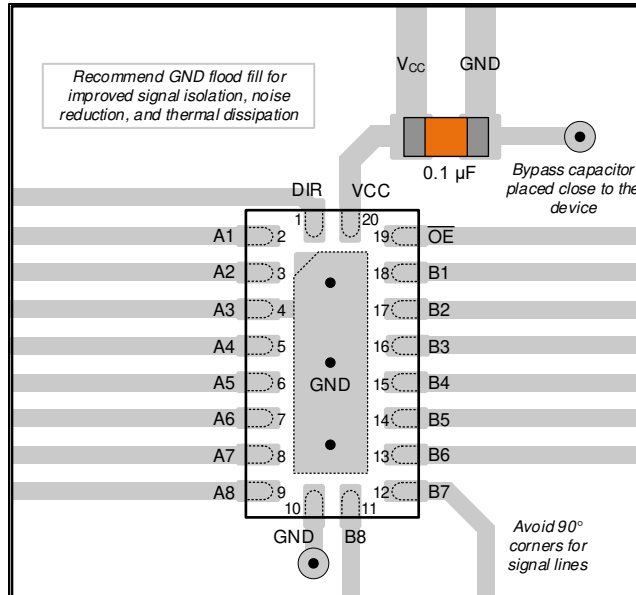 V_CC GND
Recommend GND flood fill for
improved signal isolation, noise
reduction, and thermal dissipation
0.1 µF
Bypass capacitor
placed close to the
device
DIR VCC
1 20
A1 2 19 O̅E̅
A2 3 18 B1
A3 4 17 B2
A4 5 16 B3
A5 6 GND 15 B4
A6 7 14 B5
A7 8 13 B6
A8 9 12 B7
10 11
GND B8
Avoid 90°
corners for
signal lines